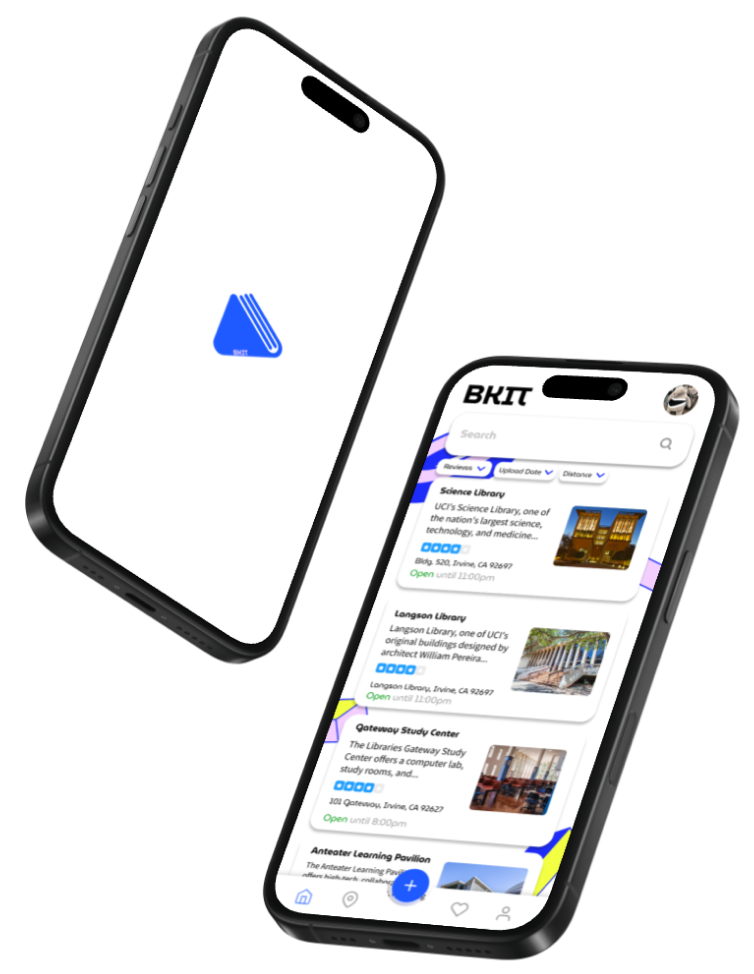 BKIT
BKIT
Search
Reviews
Upload Date
Distance
Science Library
UCI's Science Library, one of
the nation's largest science,
technology, and medicine...
Bldg. 520, Irvine, CA 92697
Open until 11:00pm
Langson Library
Langson Library, one of UCI's
original buildings designed by
architect William Pereira...
Langson Library, Irvine, CA 92697
Open until 11:00pm
Gateway Study Center
The Libraries Gateway Study
Center offers a computer lab,
study rooms, and...
101 Gateway, Irvine, CA 92627
Open until 8:00pm
Anteater Learning Pavilion
The Anteater Learning
offers high-tech,